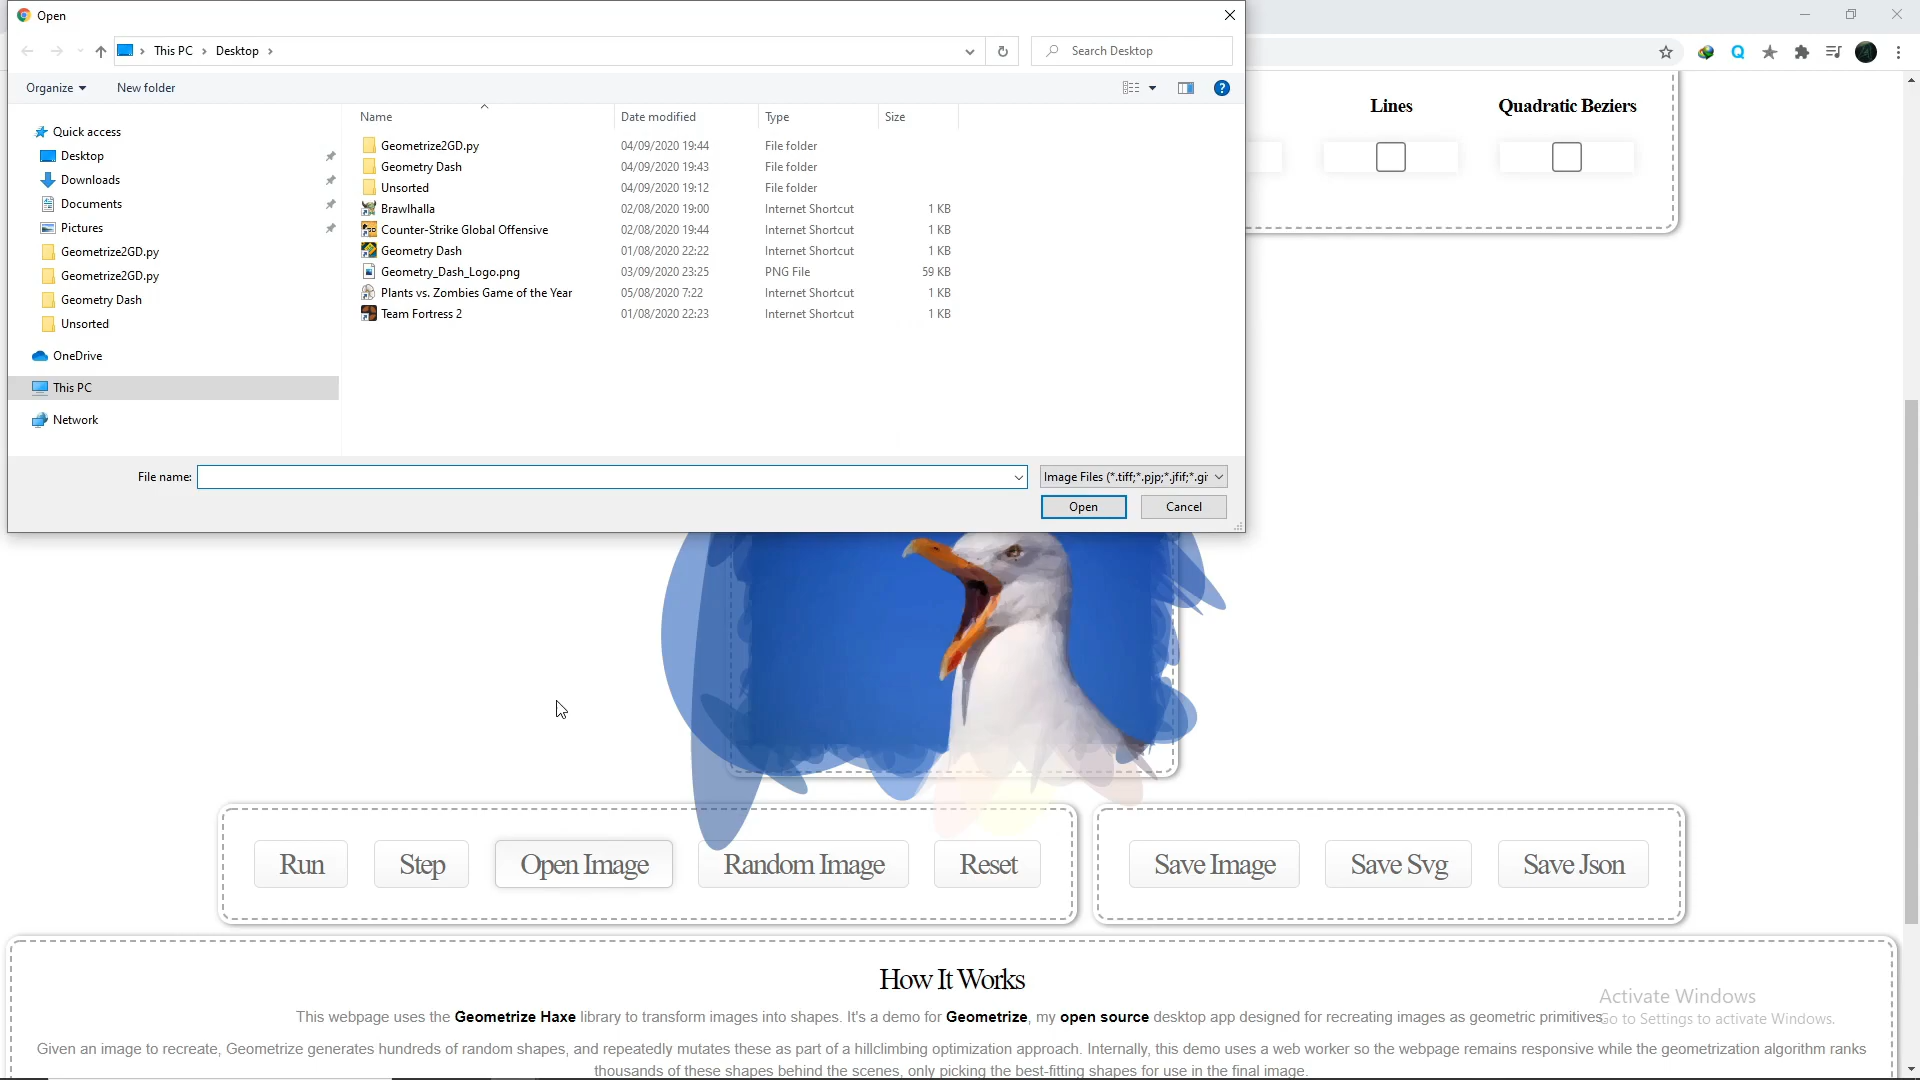 Open
This PC
Desktop
Search Desktop
Organize
New folder
Name
Date modified
Type
Size
Quick access
Desktop
Downloads
Documents
Pictures
Geometrize2GD.py
Geometrize2GD.py
Geometry Dash
Unsorted
OneDrive
This PC
Network
Geometrize2GD.py 04/09/2020 19:44 File folder
Geometry Dash 04/09/2020 19:43 File folder
Unsorted 04/09/2020 19:12 File folder
Brawlhalla 02/08/2020 19:00 Internet Shortcut 1 KB
Counter-Strike Global Offensive 02/08/2020 19:44 Internet Shortcut 1 KB
Geometry Dash 01/08/2020 22:22 Internet Shortcut 1 KB
Geometry_Dash_Logo.png 03/09/2020 23:25 PNG File 59 KB
Plants vs. Zombies Game of the Year 05/08/2020 7:22 Internet Shortcut 1 KB
Team Fortress 2 01/08/2020 22:23 Internet Shortcut 1 KB
File name:
Image Files (*.tiff;*.pjp;*.jfif;*.gi
Open
Cancel
Lines
Quadratic Beziers
Run
Step
Open Image
Random Image
Reset
Save Image
Save Svg
Save Json
How It Works
This webpage uses the Geometrize Haxe library to transform images into shapes. It's a demo for Geometrize, my open source desktop app designed for recreating images as geometric primitives.
Given an image to recreate, Geometrize generates hundreds of random shapes, and repeatedly mutates these as part of a hillclimbing optimization approach. Internally, this demo uses a web worker so the webpage remains responsive while the geometrization algorithm ranks
thousands of these shapes behind the scenes, only picking the best-fitting shapes for use in the final image.
Activate Windows
Go to Settings to activate Windows.